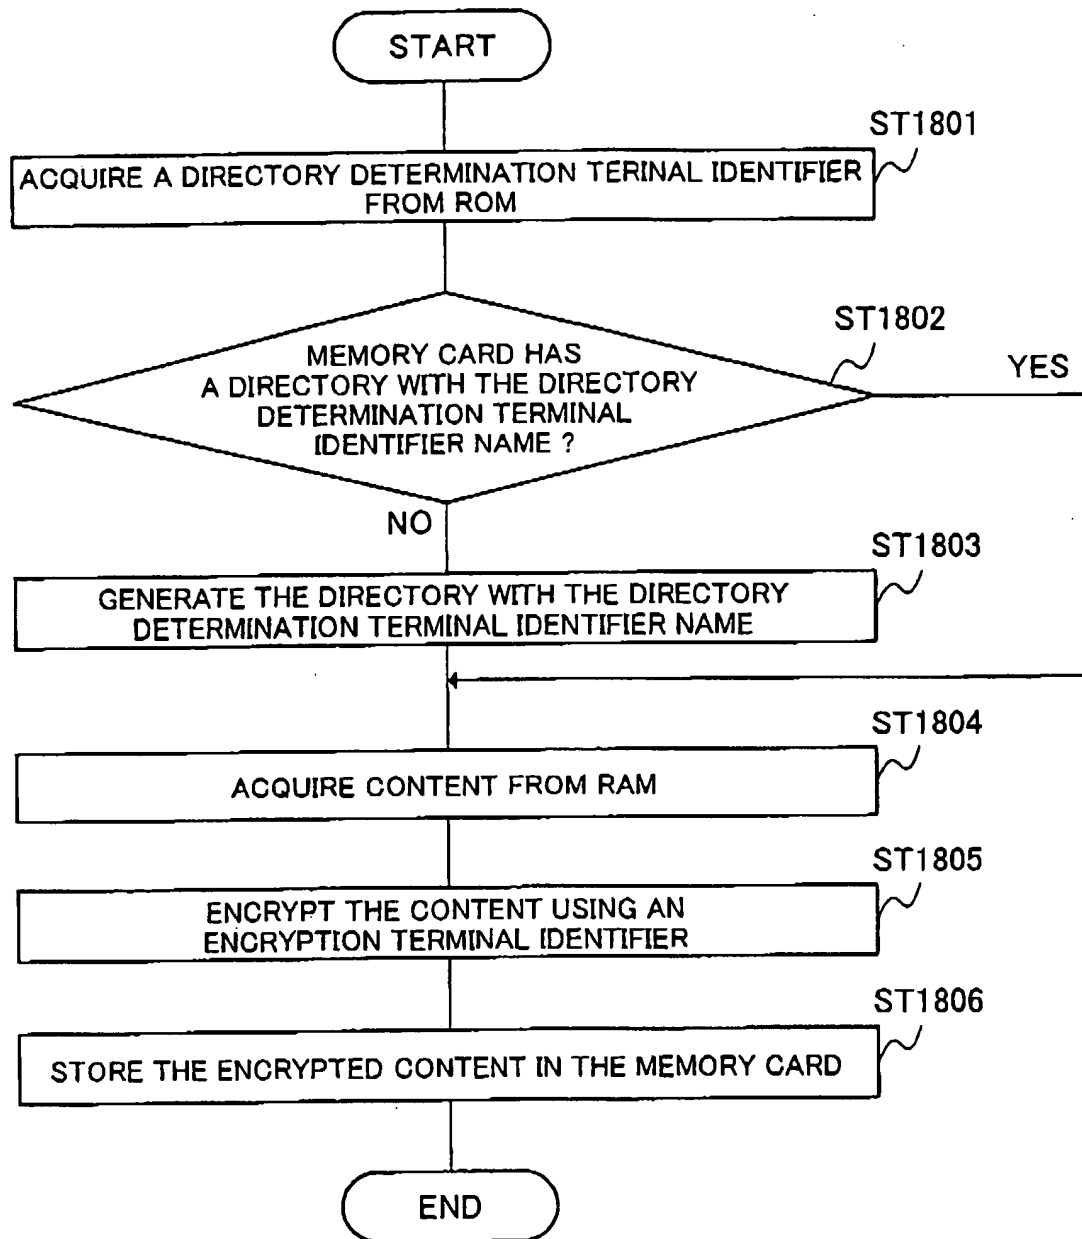 START
ST1801
ACQUIRE A DIRECTORY DETERMINATION TERINAL IDENTIFIER
FROM ROM
ST1802
MEMORY CARD HAS
A DIRECTORY WITH THE DIRECTORY
DETERMINATION TERMINAL
IDENTIFIER NAME ?
YES
NO
ST1803
GENERATE THE DIRECTORY WITH THE DIRECTORY
DETERMINATION TERMINAL IDENTIFIER NAME
ST1804
ACQUIRE CONTENT FROM RAM
ST1805
ENCRYPT THE CONTENT USING AN
ENCRYPTION TERMINAL IDENTIFIER
ST1806
STORE THE ENCRYPTED CONTENT IN THE MEMORY CARD
END